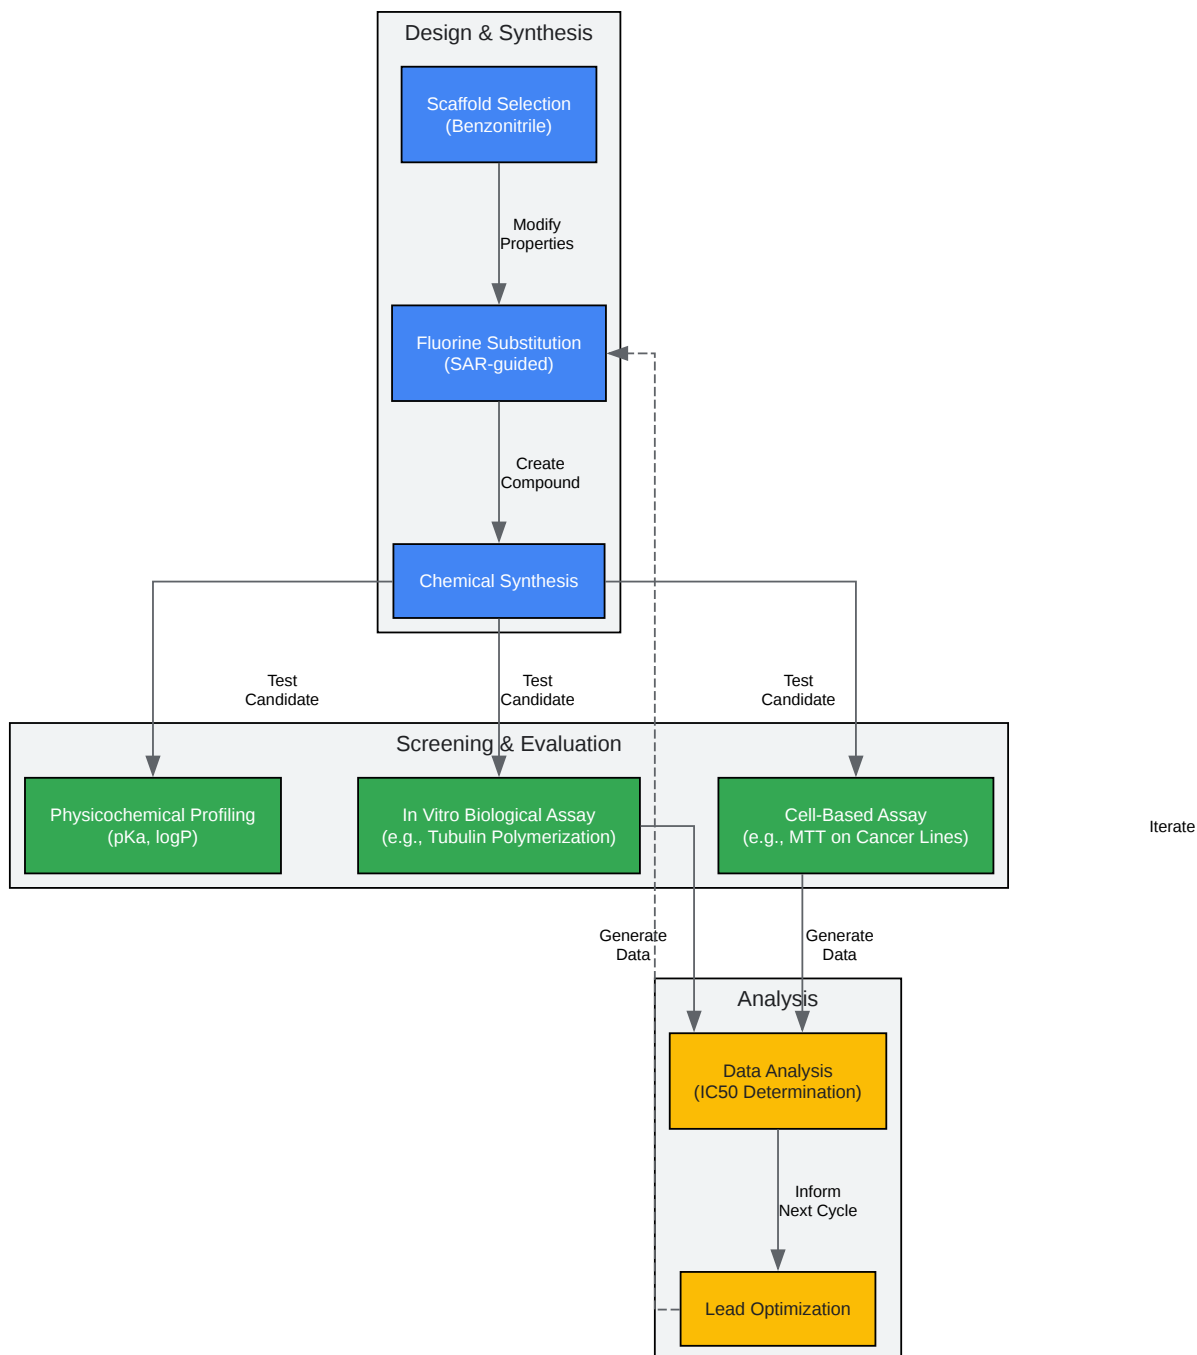 Design & Synthesis
Scaffold Selection
(Benzonitrile)
Modify
Properties
Fluorine Substitution
(SAR-guided)
Create
Compound
Chemical Synthesis
Test
Candidate
Test
Candidate
Test
Candidate
Screening & Evaluation
Physicochemical Profiling
(pKa, logP)
In Vitro Biological Assay
(e.g., Tubulin Polymerization)
Cell-Based Assay
(e.g., MTT on Cancer Lines)
Iterate
Generate
Data
Generate
Data
Analysis
Data Analysis
(IC50 Determination)
Inform
Next Cycle
Lead Optimization